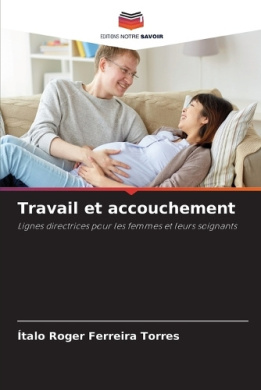 EDITIONS NOTRE SAVOIR
Travail et accouchement
Lignes directrices pour les femmes et leurs soignants
Ítalo Roger Ferreira Torres